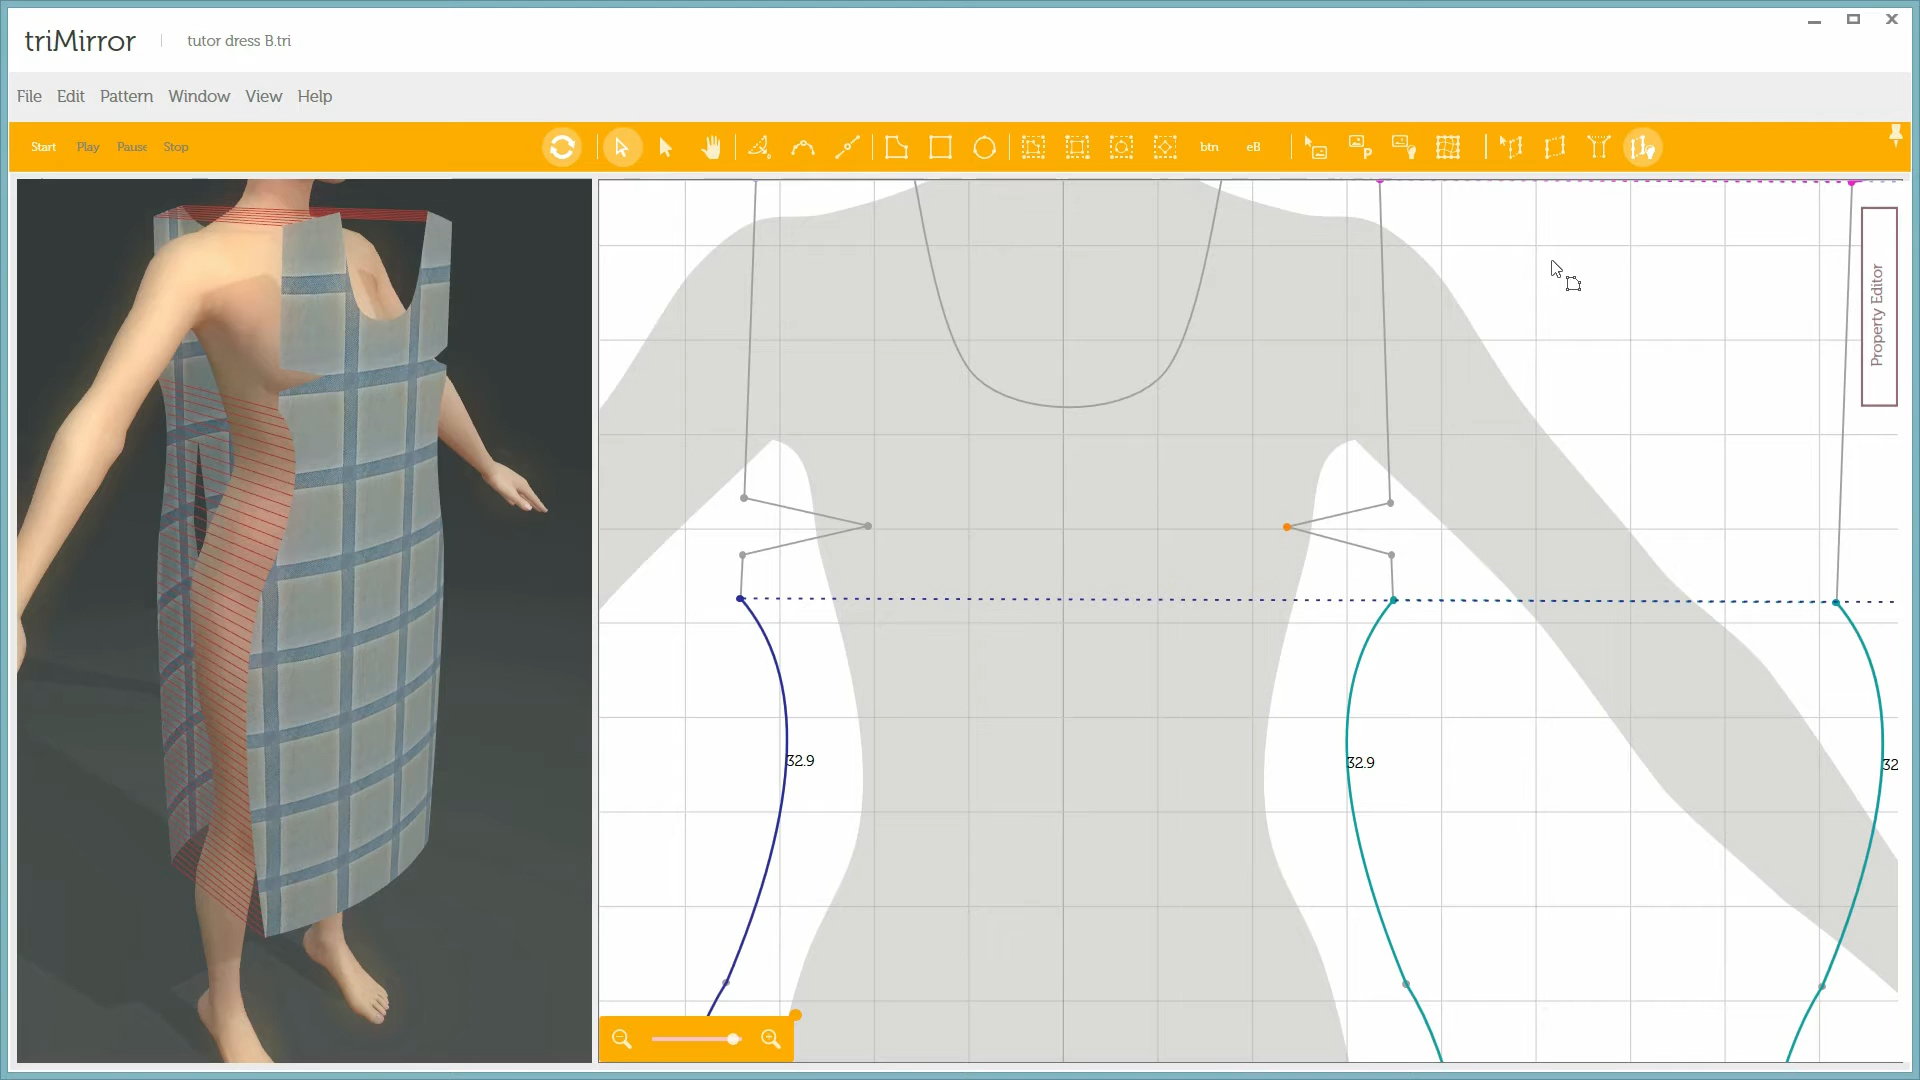 triMirror
tutor dress B.tri
File Edit Pattern Window View Help
Start Play Pause Stop
btn eB
P
Property Editor
32.9
32.9
32